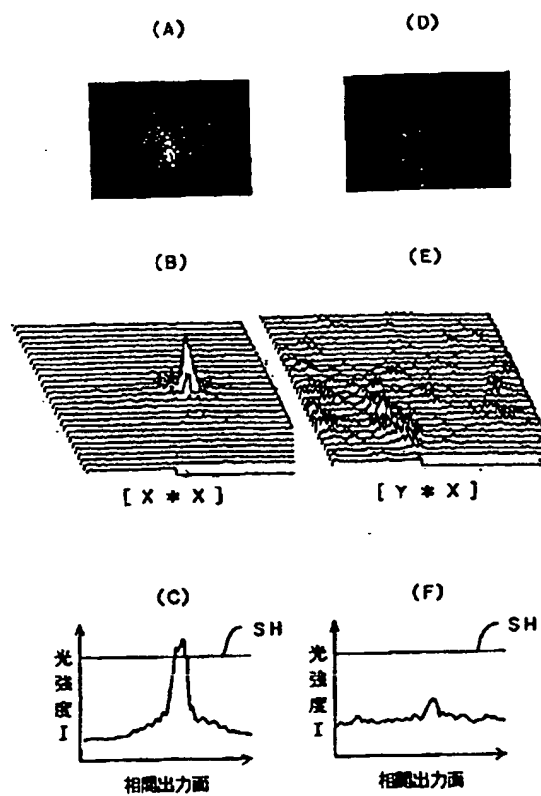 (A)
(D)
(B)
(E)
[ X * X ]
[ Y * X ]
(C)
(F)
SH
SH
光強度 I
光強度 I
相関出力面
相関出力面